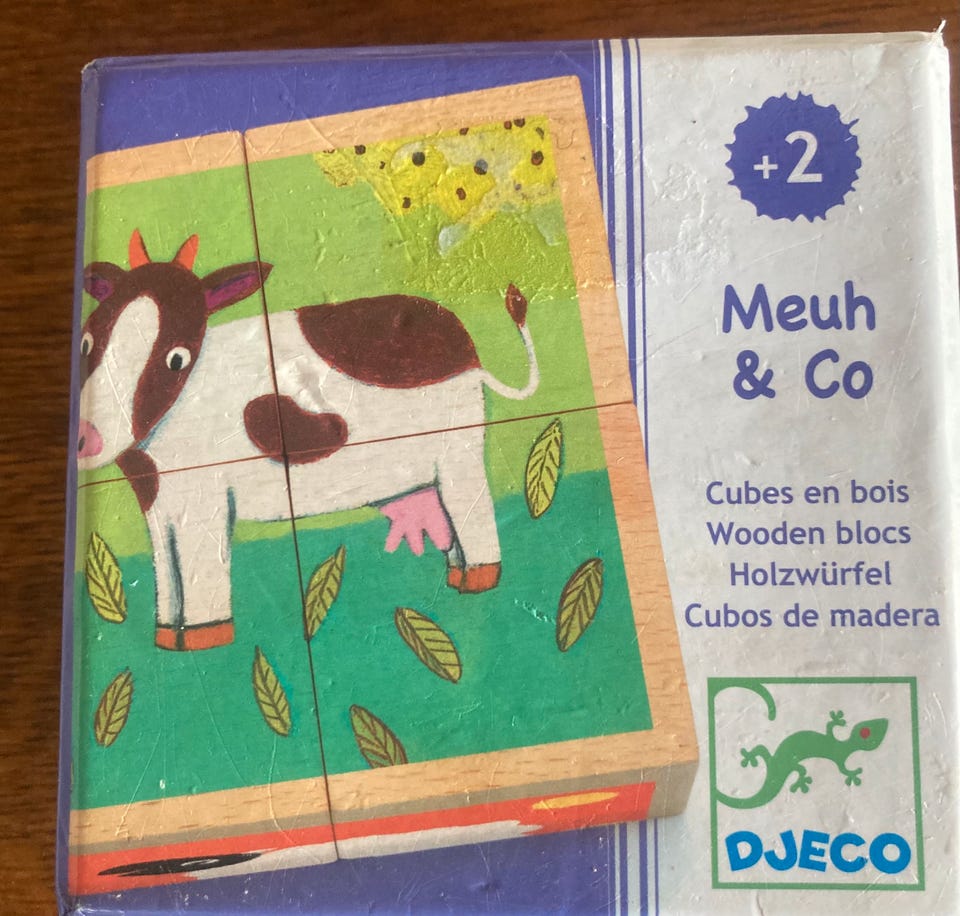 +2
Meuh
& Co
Cubes en bois
Wooden blocs
Holzwürfel
Cubos de madera
DJECO